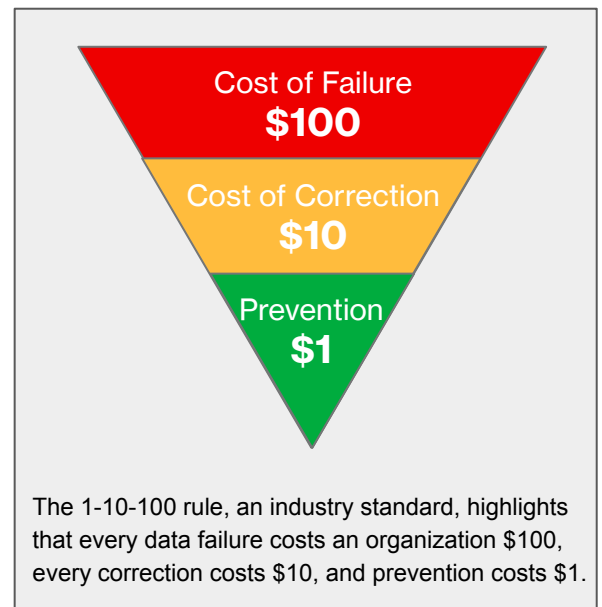 Cost of Failure
$100
Cost of Correction
$10
Prevention
$1
The 1-10-100 rule, an industry standard, highlights
that every data failure costs an organization $100,
every correction costs $10, and prevention costs $1.